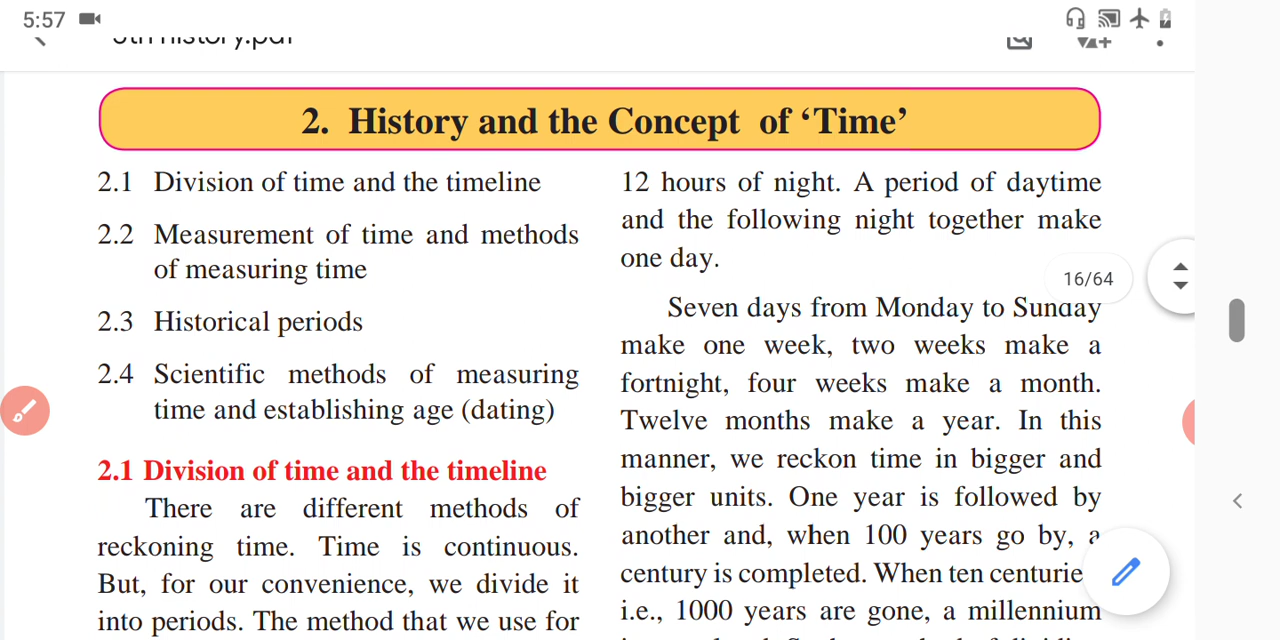 5:57
5th history.pdf
2. History and the Concept of ‘Time’
2.1 Division of time and the timeline
2.2 Measurement of time and methods
of measuring time
2.3 Historical periods
2.4 Scientific methods of measuring
time and establishing age (dating)
2.1 Division of time and the timeline
There are different methods of
reckoning time. Time is continuous.
But, for our convenience, we divide it
into periods. The method that we use for
12 hours of night. A period of daytime
and the following night together make
one day.
16/64
Seven days from Monday to Sunday
make one week, two weeks make a
fortnight, four weeks make a month.
Twelve months make a year. In this
manner, we reckon time in bigger and
bigger units. One year is followed by
another and, when 100 years go by, a
century is completed. When ten centurie
i.e., 1000 years are gone, a millennium